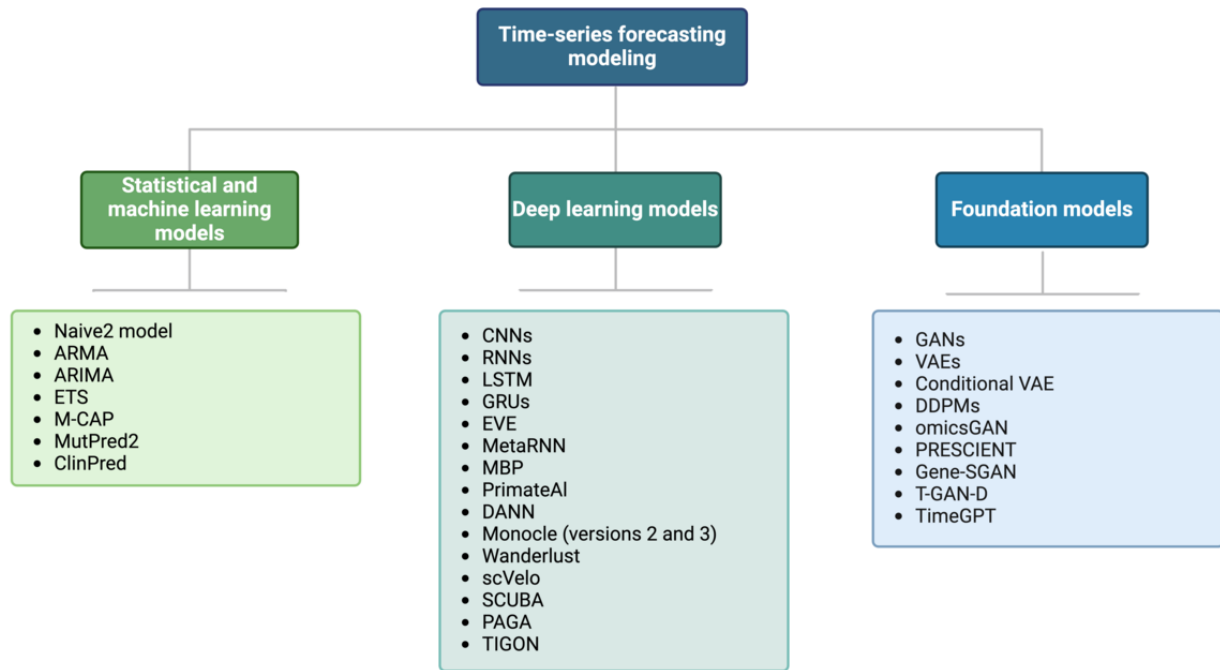 Time-series forecasting
modeling
Statistical and
machine learning
models
Deep learning models
Foundation models
• Naive2 model
• ARMA
• ARIMA
• ETS
• M-CAP
• MutPred2
• ClinPred
• CNNs
• RNNs
• LSTM
• GRUs
• EVE
• MetaRNN
• MBP
• PrimateAI
• DANN
• Monocle (versions 2 and 3)
• Wanderlust
• scVelo
• SCUBA
• PAGA
• TIGON
• GANs
• VAEs
• Conditional VAE
• DDPMs
• omicsGAN
• PRESCIENT
• Gene-SGAN
• T-GAN-D
• TimeGPT